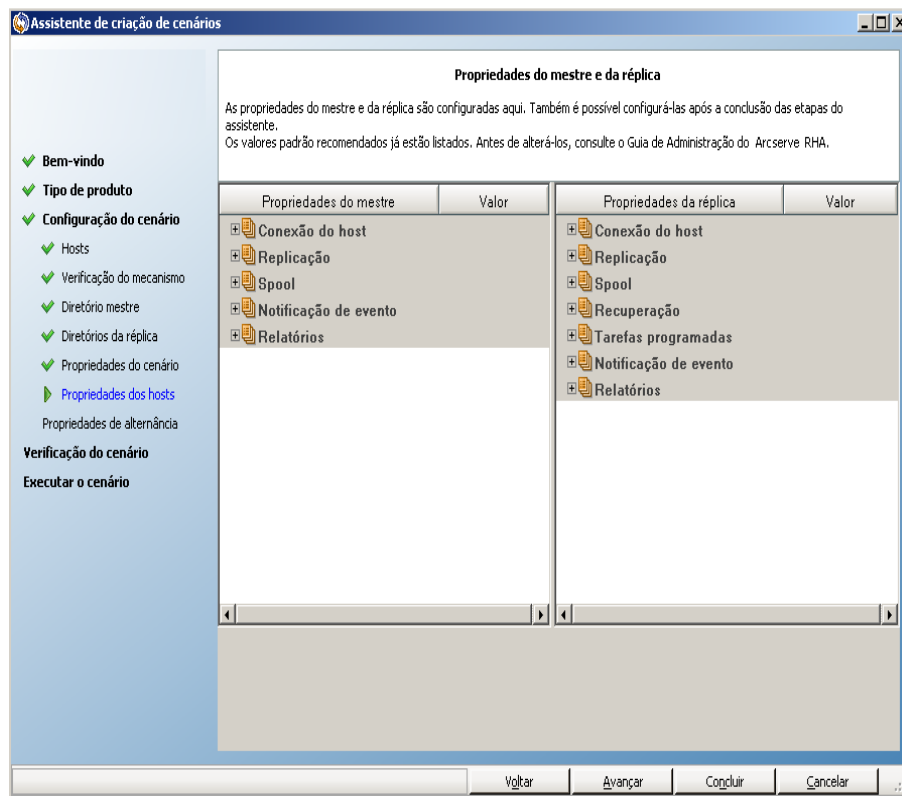 Assistente de criação de cenários
Bem-vindo
Tipo de produto
Configuração do cenário
Hosts
Verificação do mecanismo
Diretório mestre
Diretórios da réplica
Propriedades do cenário
Propriedades dos hosts
Propriedades de alternância
Verificação do cenário
Executar o cenário
Propriedades do mestre e da réplica
As propriedades do mestre e da réplica são configuradas aqui. Também é possível configurá-las após a conclusão das etapas do
assistente.
Os valores padrão recomendados já estão listados. Antes de alterá-los, consulte o Guia de Administração do Arcserve RHA.
Propriedades do mestre Valor
Conexão do host
Replicação
Spool
Notificação de evento
Relatórios
Propriedades da réplica Valor
Conexão do host
Replicação
Spool
Recuperação
Tarefas programadas
Notificação de evento
Relatórios
Voltar Avançar Concluir Cancelar